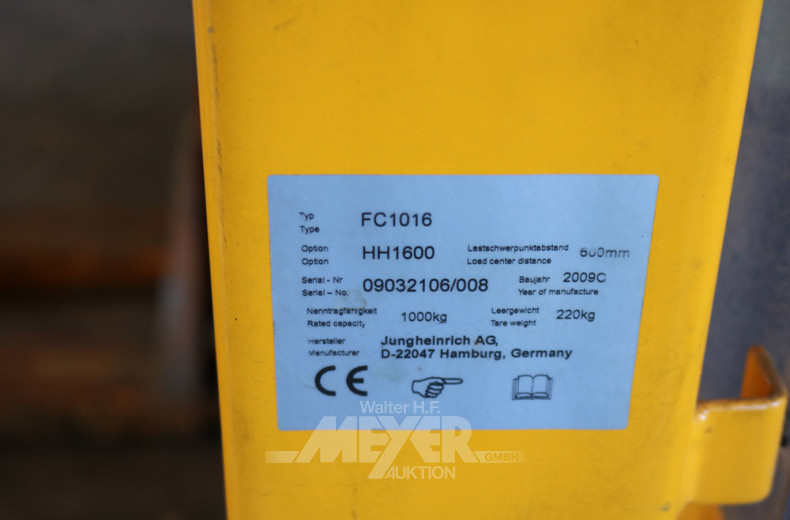 Typ
Type FC1016
Option
Option HH1600 Lastschwerpunktabstand
Load center distance 600mm
Serial - Nr
Serial – No. 09032106/008 Baujahr 2009C
Year of manufacture
Nenntragfähigkeit
Rated capacity 1000kg Leergewicht
Tare weight 220kg
Hersteller Jungheinrich AG,
Manufacturer D-22047 Hamburg, Germany
CE
Walter H.F.
MEYER GMBH
AUKTION